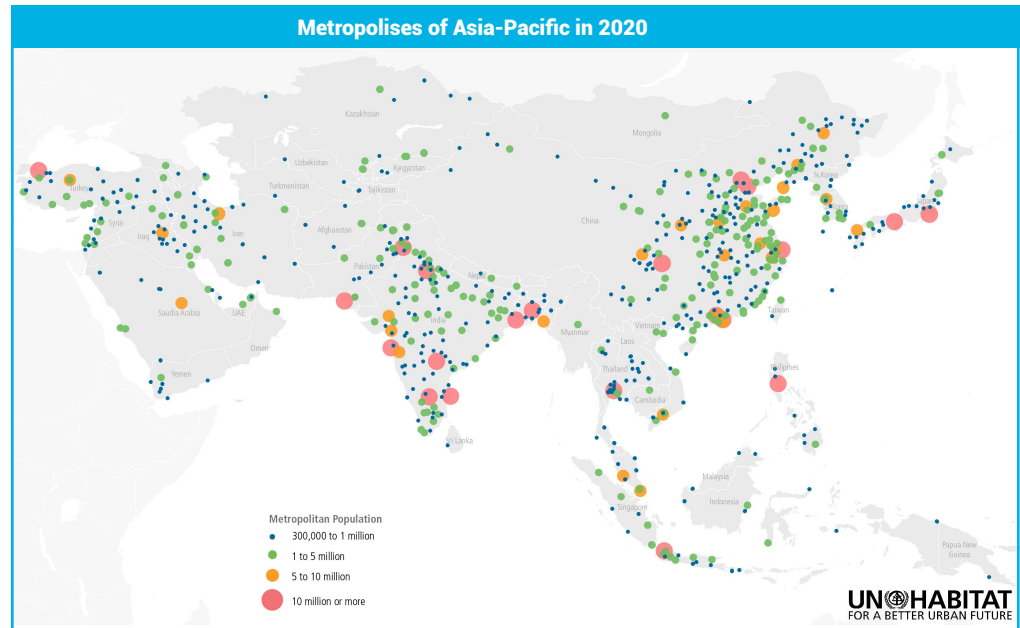 Metropolises of Asia-Pacific in 2020
Kazakhstan
Mongolia
Uzbekistan
Kyrgyzstan
Turkmenistan
Tajikistan
N.Korea
Turkey
Japan
Syria
China
Korea
Afghanistan
Iraq
Iran
Pakistan
Nepal
Saudi Arabia
UAE
India
Taiwan
Myanmar
Vietnam
Laos
Oman
Thailand
Philipines
Yemen
Cambodia
Sri Lanka
Malaysia
Indonesia
Singapore
Papua New
Guinea
Metropolitan Population
300,000 to 1 million
1 to 5 million
5 to 10 million
10 million or more
UN HABITAT
FOR A BETTER URBAN FUTURE